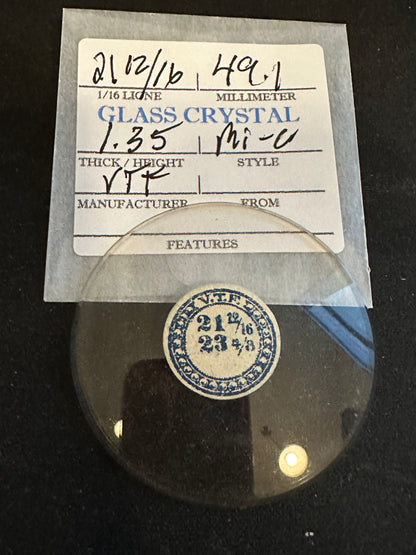 21 12/16 49.1
1/16 LIGNE MILLIMETER
GLASS CRYSTAL
1.35 Mi-C
THICK / HEIGHT STYLE
VTF
MANUFACTURER FROM
FEATURES
V.T.F.
21 12/16
23 4/8